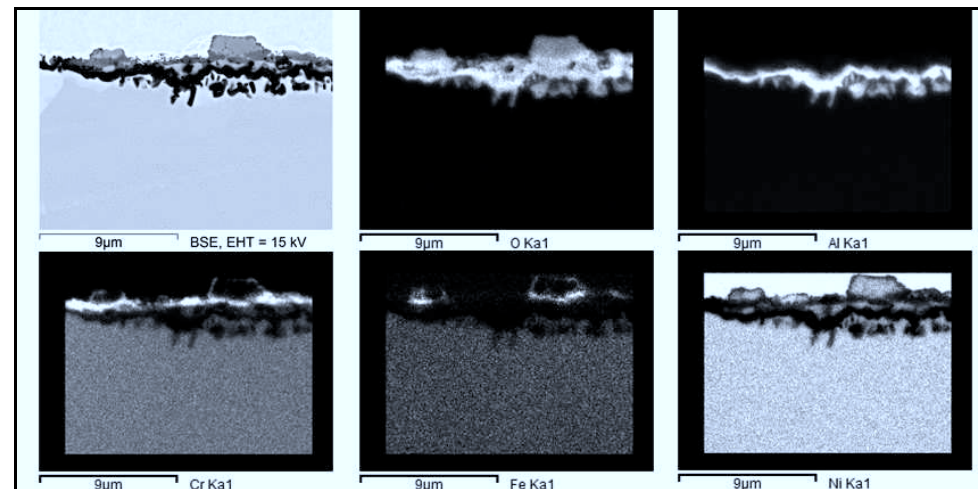 9μm BSE, EHT = 15 kV
9μm O Ka1
9μm Al Ka1
9μm Cr Ka1
9μm Fe Ka1
9μm Ni Ka1